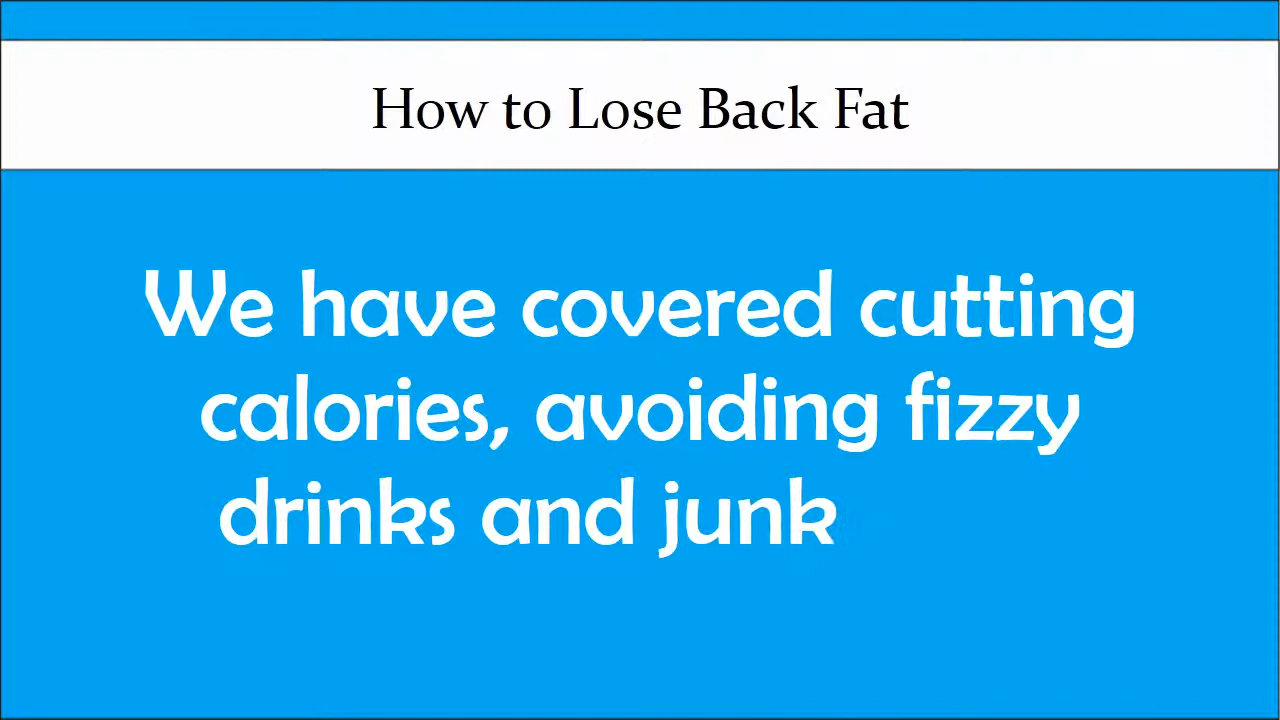 How to Lose Back Fat
We have covered cutting
calories, avoiding fizzy
drinks and junk